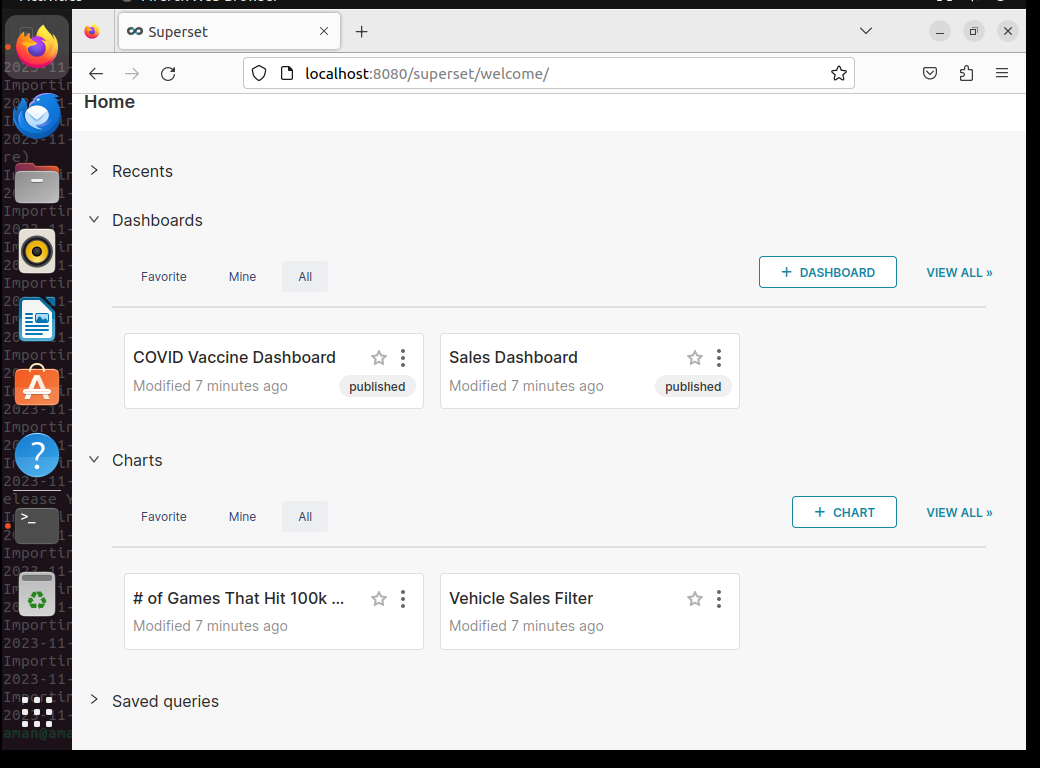 Superset
localhost:8080/superset/welcome/
Home
Recents
Dashboards
Favorite Mine All + DASHBOARD VIEW ALL »
COVID Vaccine Dashboard
Modified 7 minutes ago published
Sales Dashboard
Modified 7 minutes ago published
Charts
Favorite Mine All + CHART VIEW ALL »
# of Games That Hit 100k ...
Modified 7 minutes ago
Vehicle Sales Filter
Modified 7 minutes ago
Saved queries